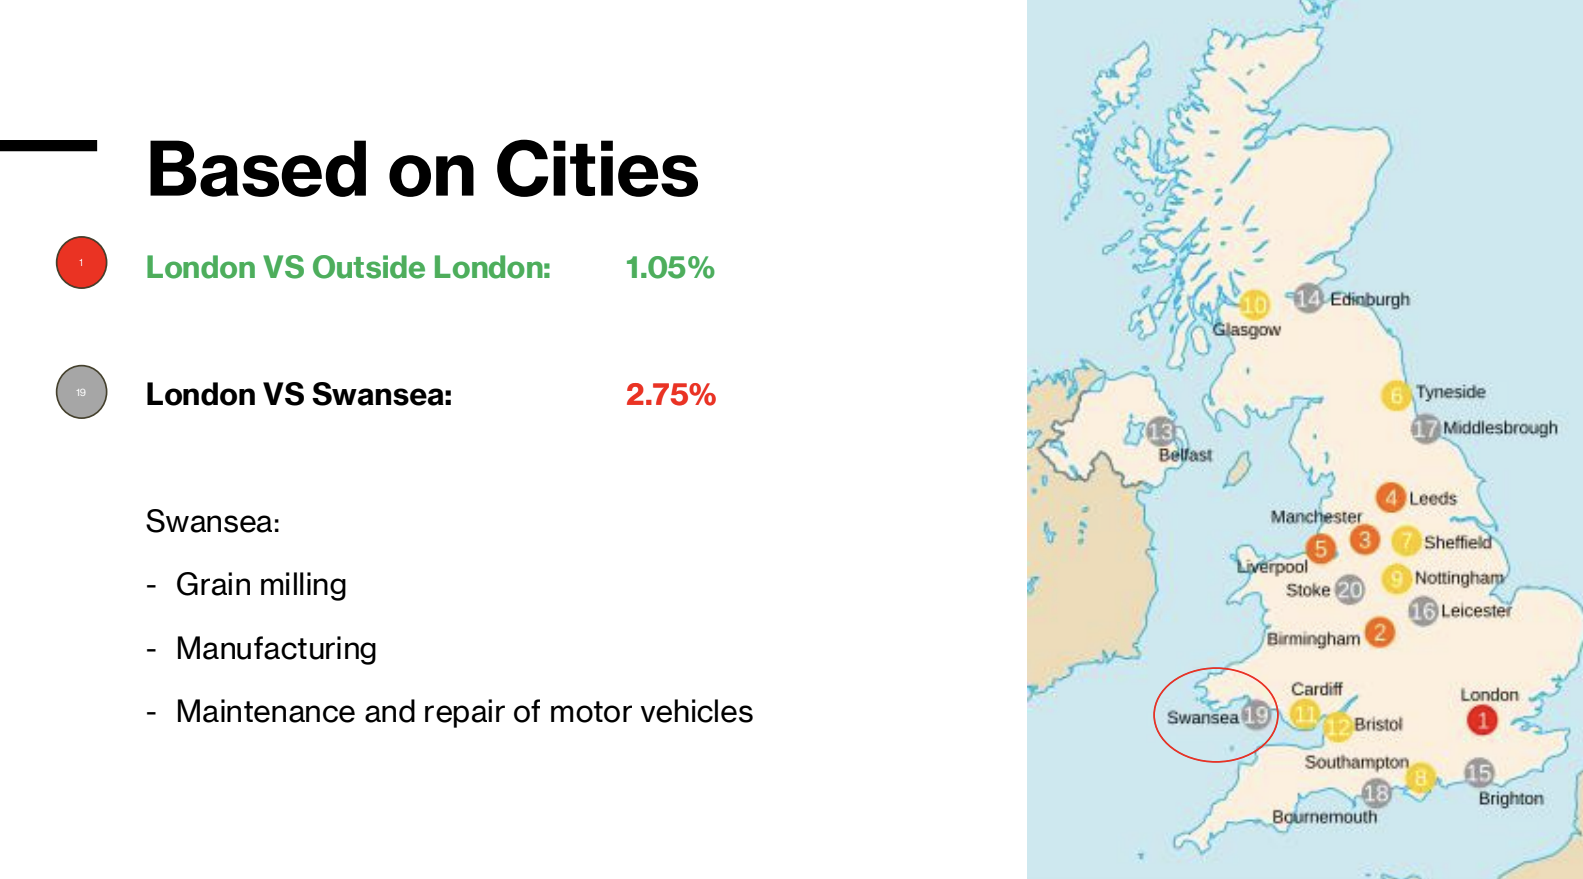 Based on Cities
1
London VS Outside London: 1.05%
19
London VS Swansea: 2.75%
Swansea:
- Grain milling
- Manufacturing
- Maintenance and repair of motor vehicles
10
Glasgow
14 Edinburgh
6 Tyneside
17 Middlesbrough
13
Belfast
4 Leeds
Manchester
3
5
Liverpool
7 Sheffield
9 Nottingham
Stoke 20
16 Leicester
Birmingham 2
Cardiff
11
Swansea 19
12 Bristol
London
1
Southampton
8
15
Brighton
18
Bournemouth